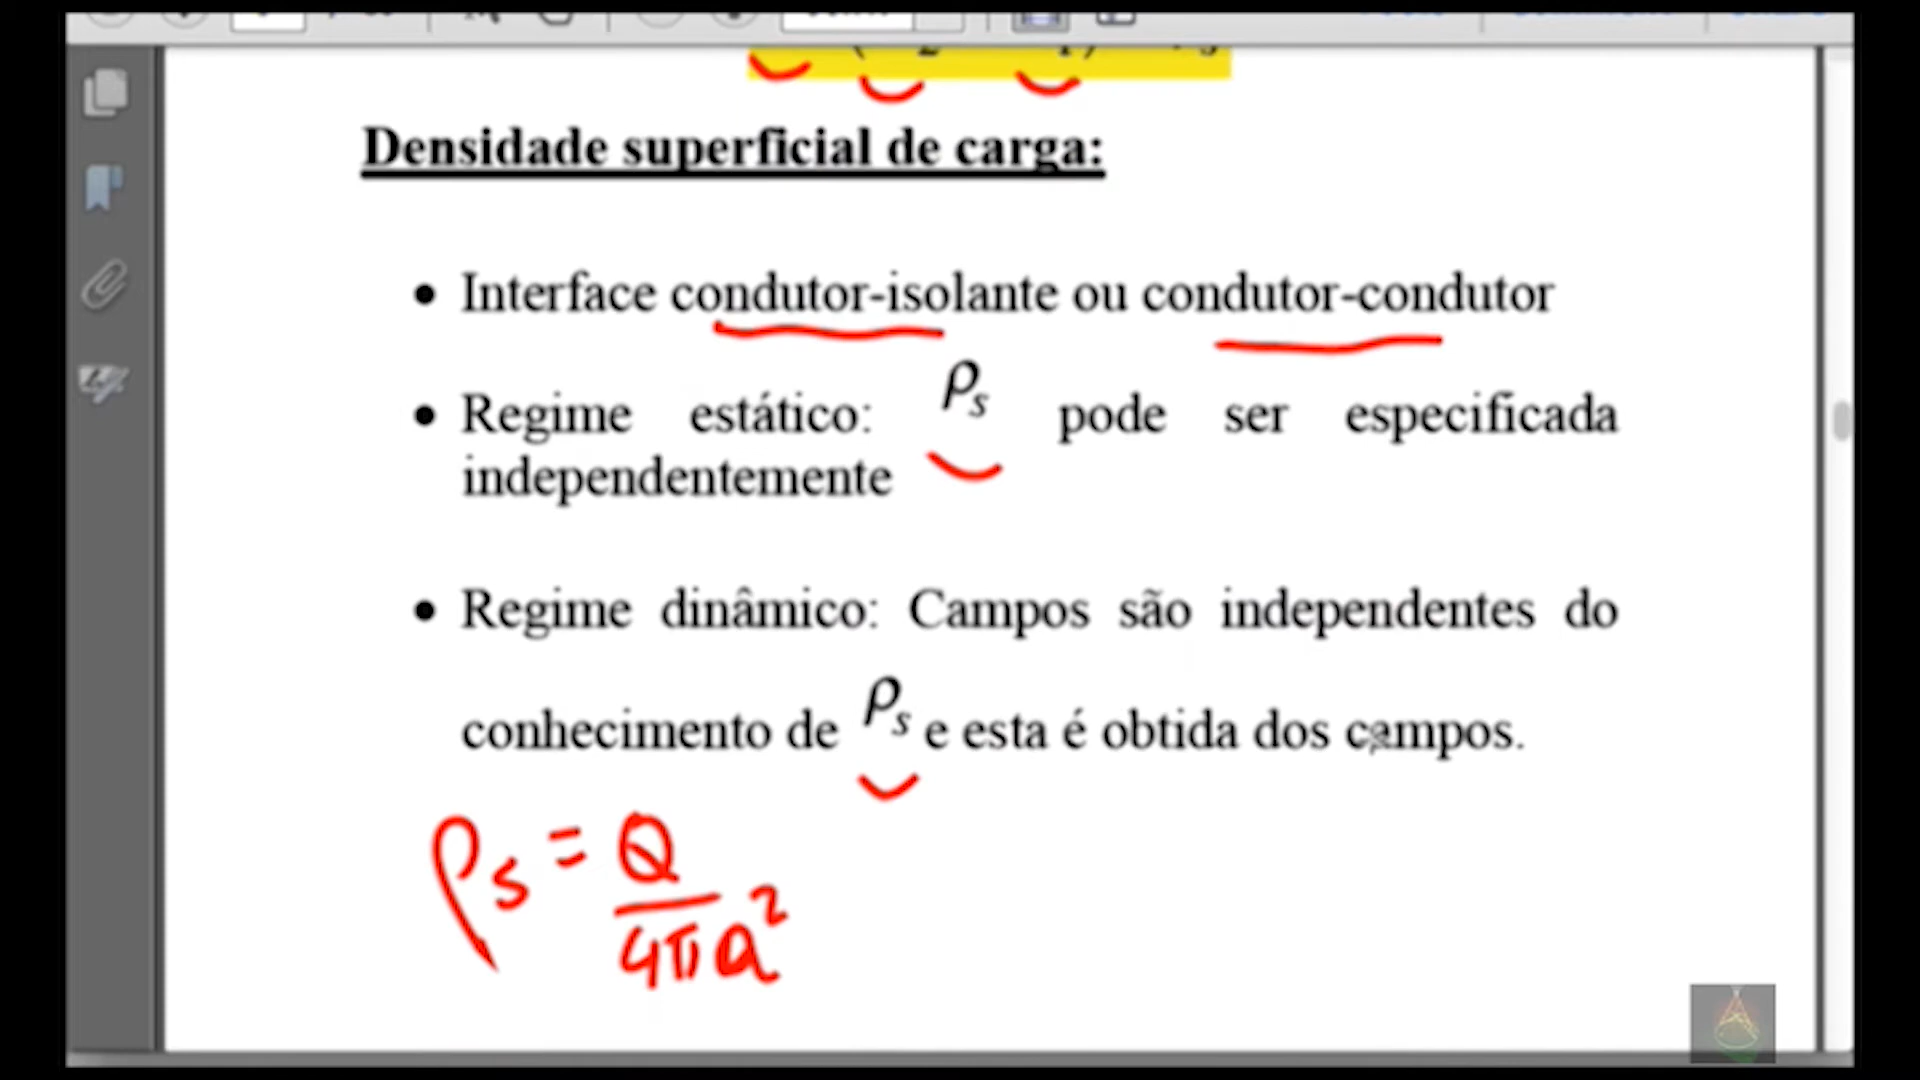 Densidade superficial de carga:
• Interface condutor-isolante ou condutor-condutor
• Regime estático: ρs pode ser especificada
independentemente
• Regime dinâmico: Campos são independentes do
conhecimento de ρs e esta é obtida dos campos.
ρs = Q
4πa²